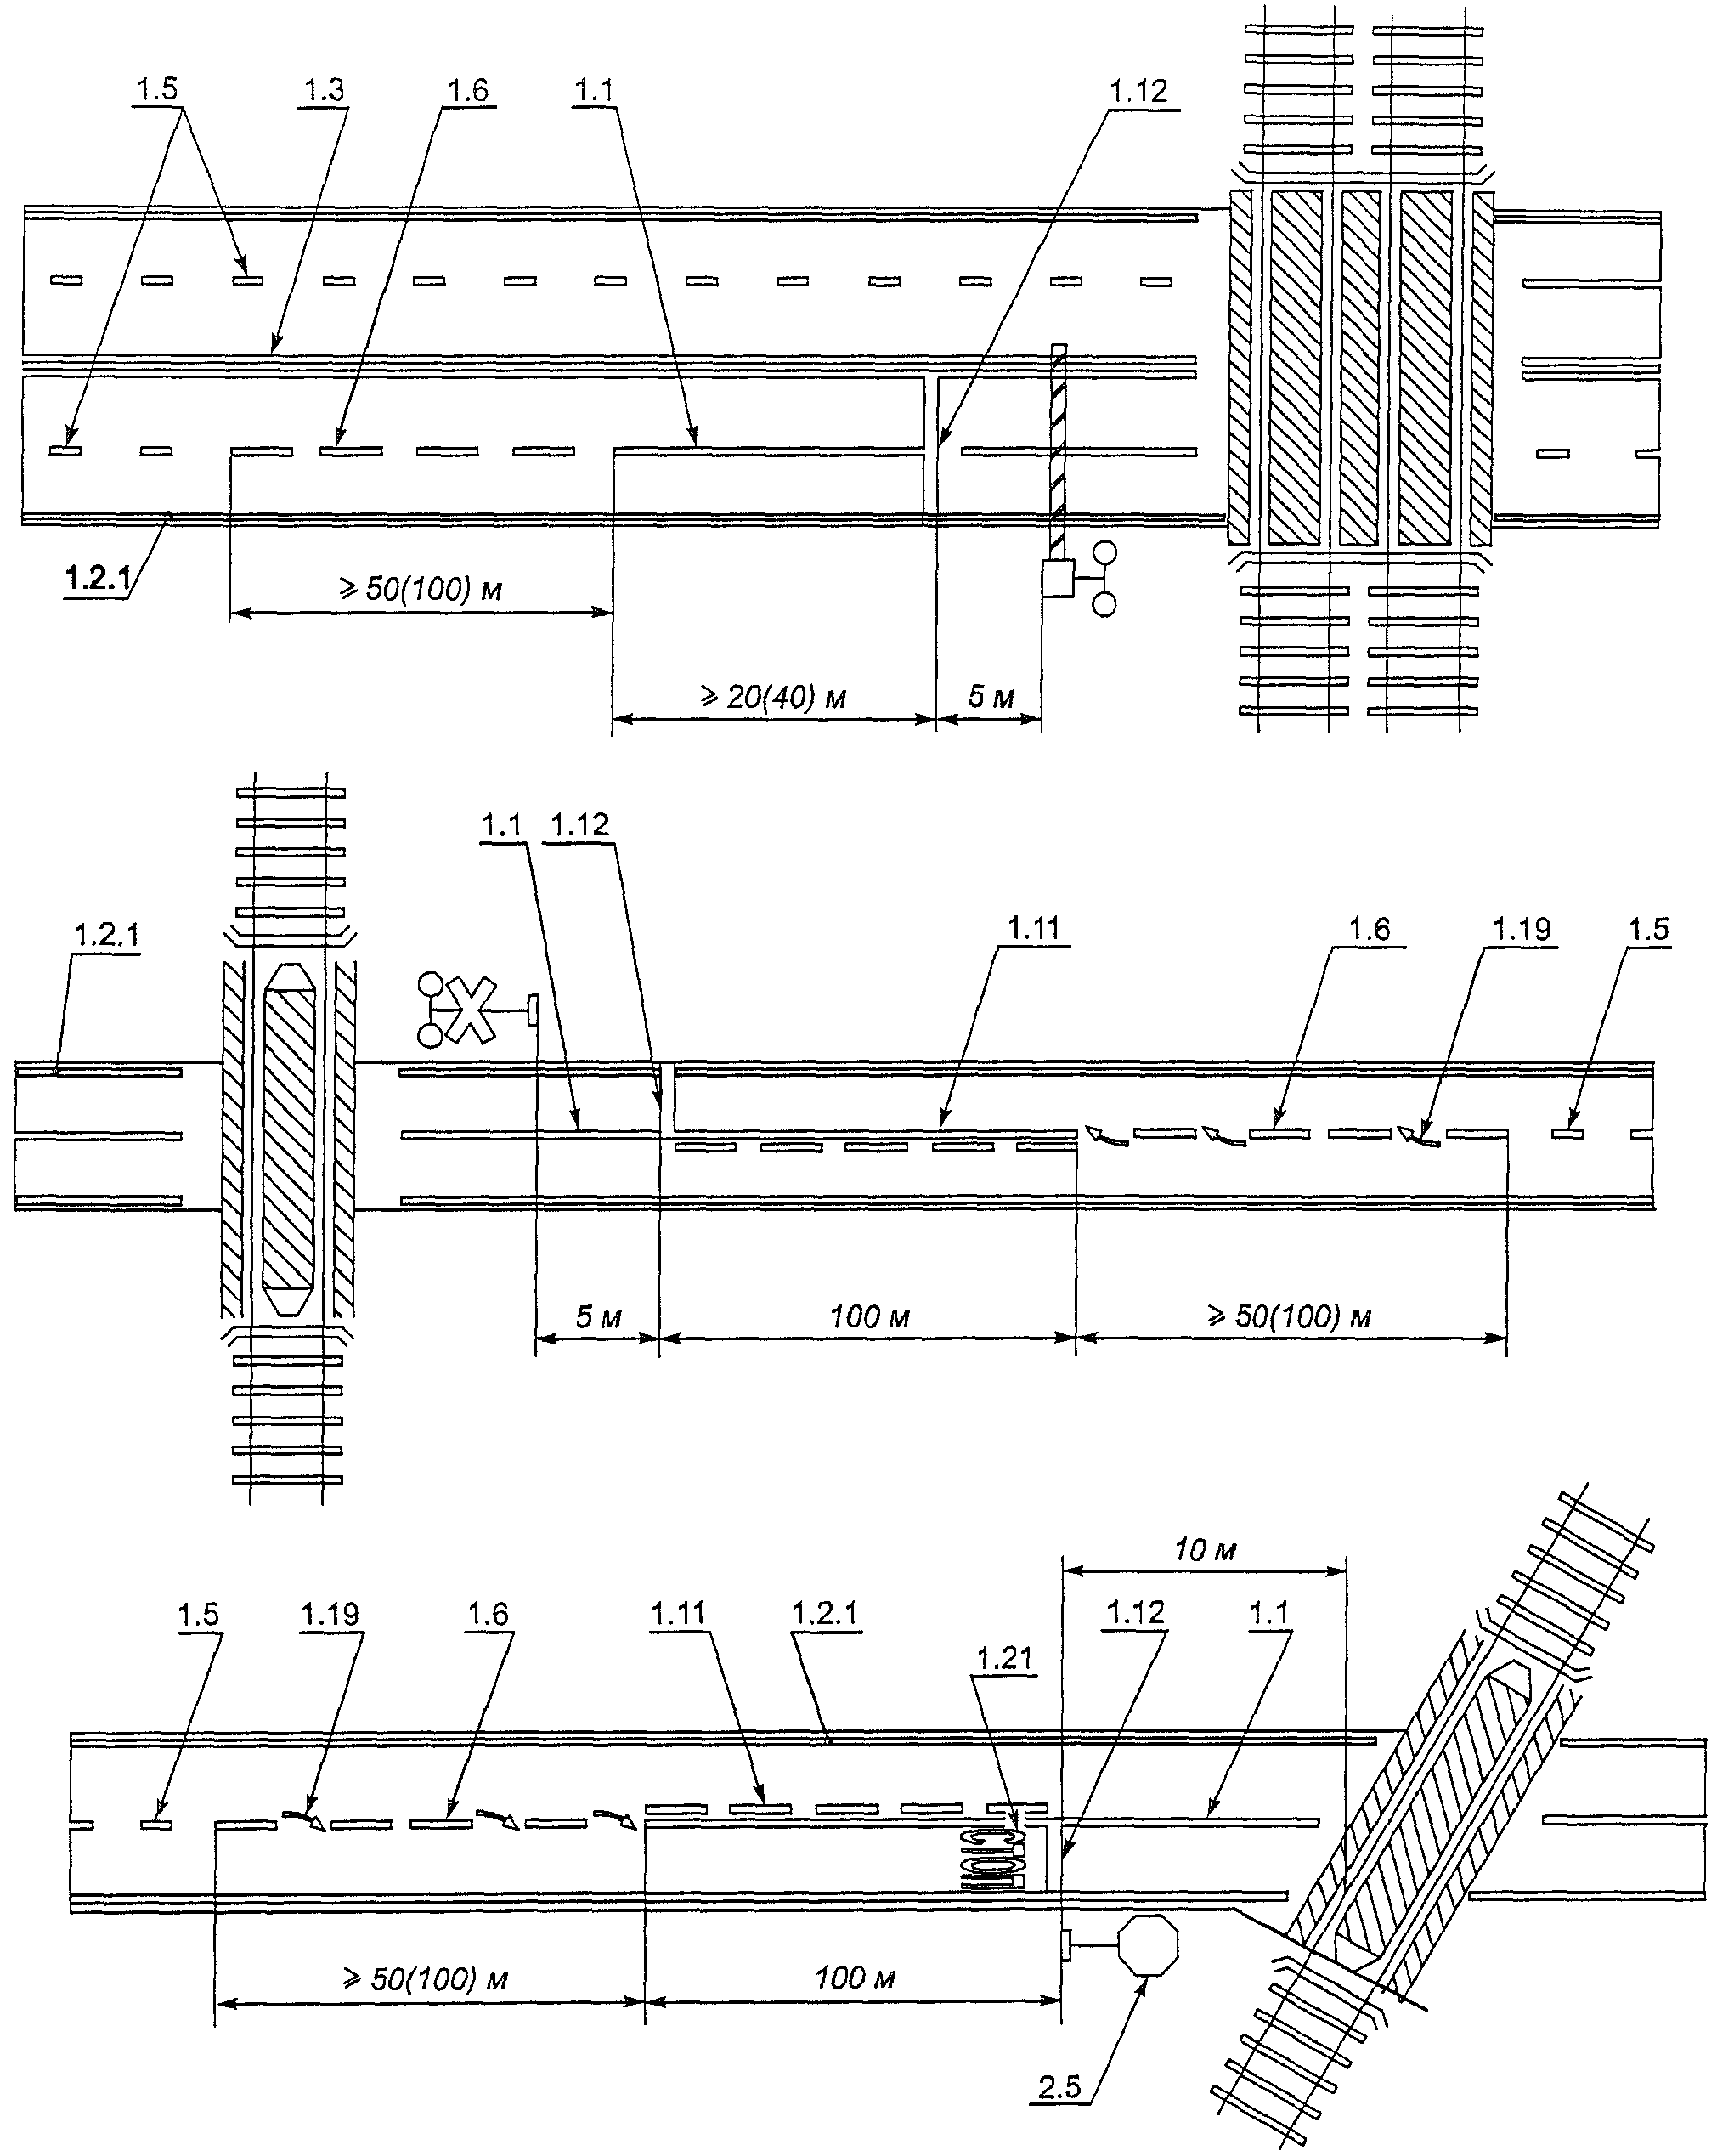 1.5 1.3 1.6 1.1 1.12
1.2.1
⩾ 50(100) м
⩾ 20(40) м 5 м
1.1 1.12
1.2.1 1.11 1.6 1.19 1.5
5 м 100 м ⩾ 50(100) м
10 м
1.5 1.19 1.6 1.11 1.2.1 1.12 1.1
1.21
STOP
⩾ 50(100) м 100 м
2.5